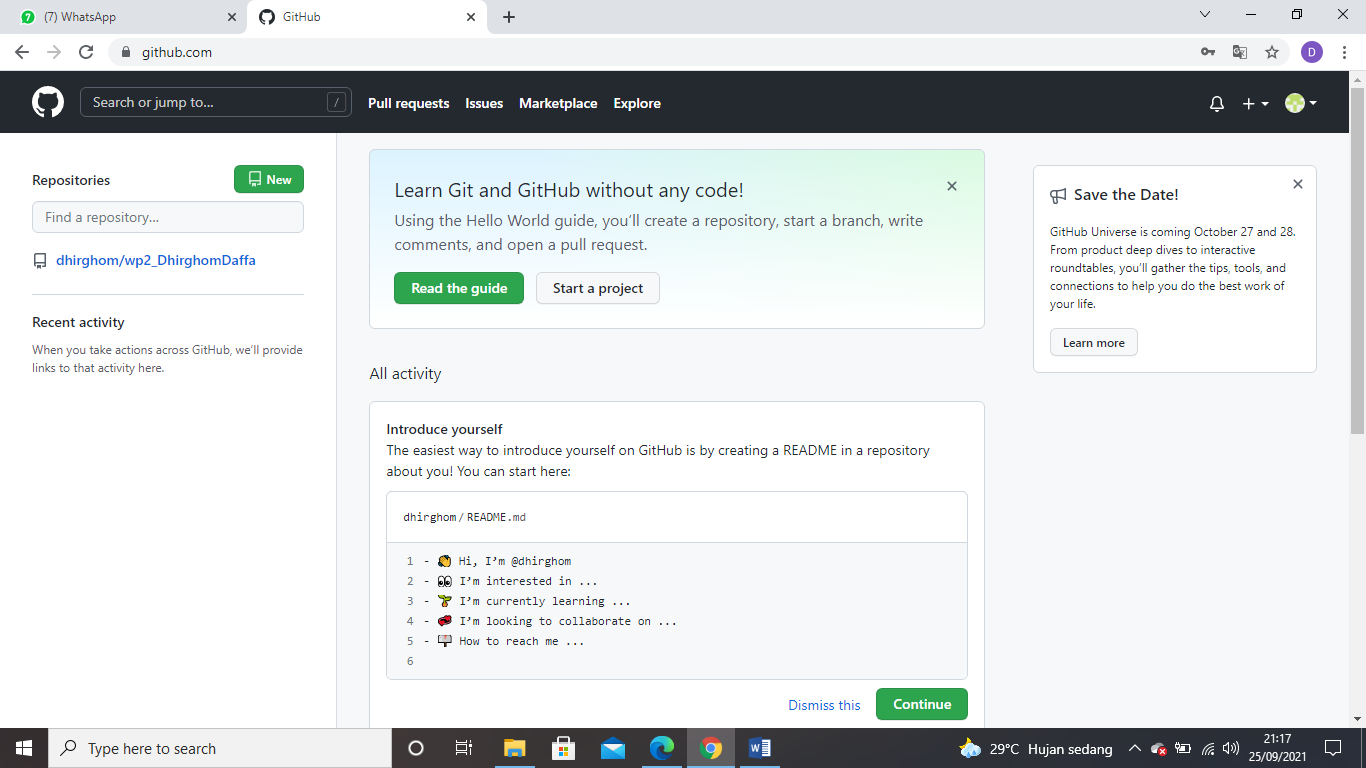 (7) WhatsApp
GitHub
github.com
D
Search or jump to...
/
Pull requests
Issues
Marketplace
Explore
Repositories
New
Find a repository...
dhirghom/wp2_DhirghomDaffa
Recent activity
When you take actions across GitHub, we’ll provide
links to that activity here.
Learn Git and GitHub without any code!
Using the Hello World guide, you’ll create a repository, start a branch, write
comments, and open a pull request.
Read the guide
Start a project
All activity
Introduce yourself
The easiest way to introduce yourself on GitHub is by creating a README in a repository
about you! You can start here:
dhirghom / README.md
1 - 👋 Hi, I’m @dhirghom
2 - 👀 I’m interested in ...
3 - 🌱 I’m currently learning ...
4 - 💞️ I’m looking to collaborate on ...
5 - 📫 How to reach me ...
6
Dismiss this
Continue
Save the Date!
GitHub Universe is coming October 27 and 28.
From product deep dives to interactive
roundtables, you’ll gather the tips, tools, and
connections to help you do the best work of
your life.
Learn more
Type here to search
29°C Hujan sedang
21:17
25/09/2021